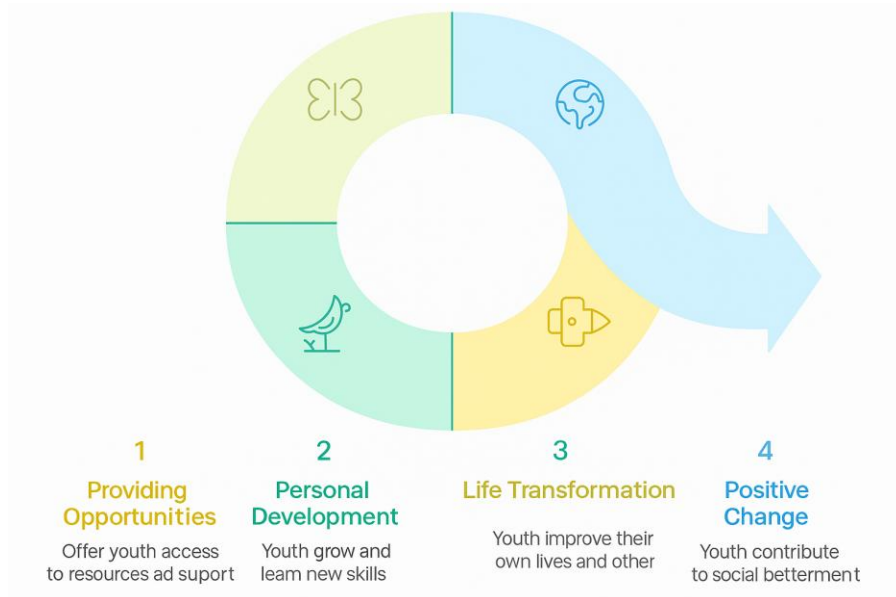 1
Providing
Opportunities
Offer youth access
to resources ad suport
2
Personal
Development
Youth grow and
leam new skills
3
Life Transformation
Youth improve their
own lives and other
4
Positive
Change
Youth contribute
to social betterment